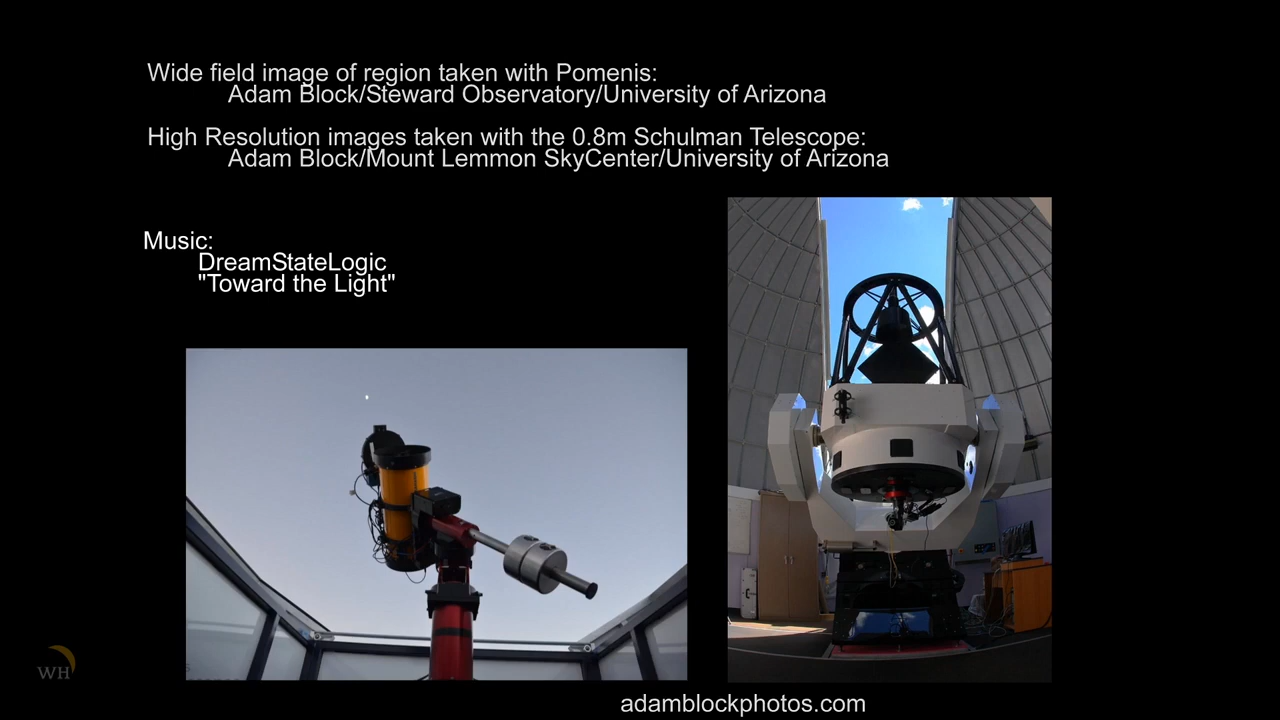 Wide field image of region taken with Pomenis:
Adam Block/Steward Observatory/University of Arizona
High Resolution images taken with the 0.8m Schulman Telescope:
Adam Block/Mount Lemmon SkyCenter/University of Arizona
Music:
DreamStateLogic
"Toward the Light"
WH
adamblockphotos.com